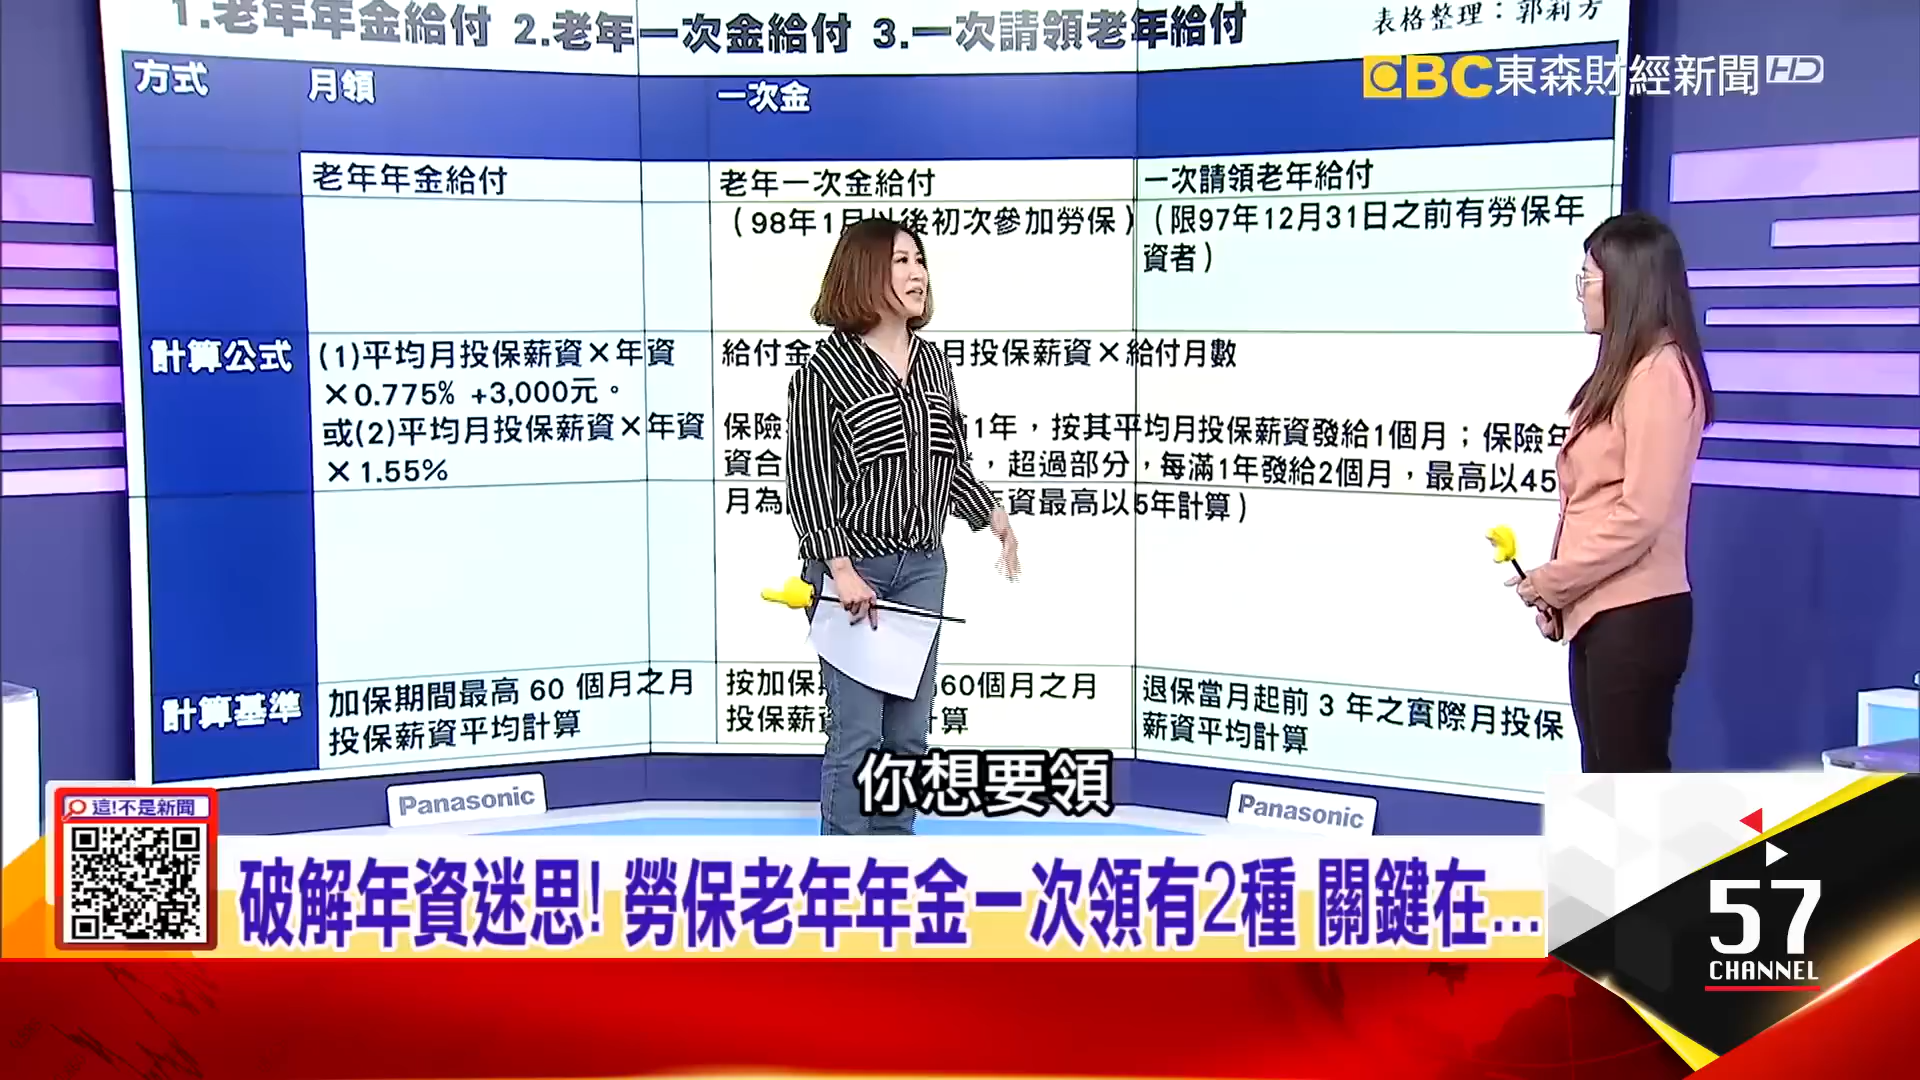 1.老年年金給付 2.老年一次金給付 3.一次請領老年給付
表格整理：郭莉芳
EBC東森財經新聞HD
方式
月領
一次金
老年年金給付
老年一次金給付
（98年1月以後初次參加勞保）
一次請領老年給付
（限97年12月31日之前有勞保年
資者）
計算公式
(1)平均月投保薪資×年資
×0.775% +3,000元。
或(2)平均月投保薪資×年資
×1.55%
給付金 月投保薪資×給付月數
保險 1年，按其平均月投保薪資發給1個月；保險年
資合 ，超過部分，每滿1年發給2個月，最高以45
月為 資最高以5年計算）
計算基準
加保期間最高 60 個月之月
投保薪資平均計算
按加保 60個月之月
投保薪 計算
退保當月起前 3 年之實際月投保
薪資平均計算
Panasonic
Panasonic
你想要領
這!不是新聞
破解年資迷思! 勞保老年年金一次領有2種 關鍵在...
57
CHANNEL